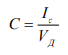 C = I_c / V_Д